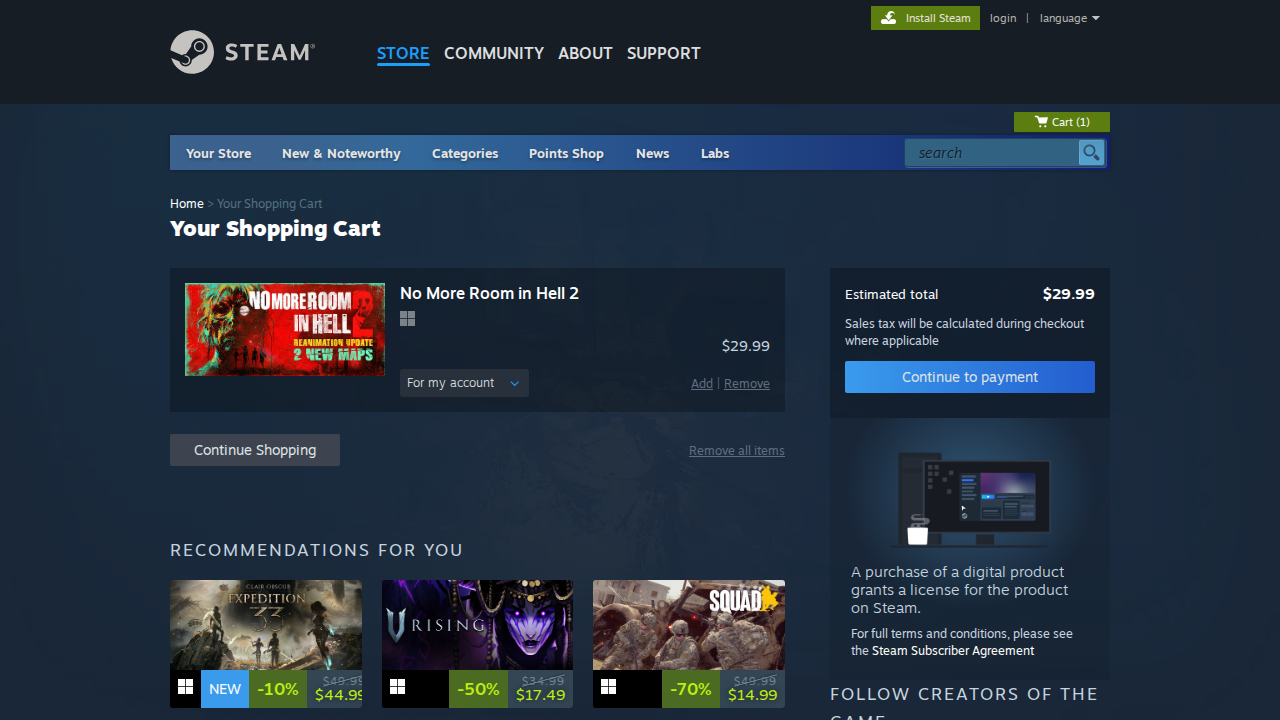 Install Steam
login | language
STEAM®
STORE COMMUNITY ABOUT SUPPORT
Cart (1)
Your Store New & Noteworthy Categories Points Shop News Labs
search
Home > Your Shopping Cart
Your Shopping Cart
NO MORE ROOM
IN HELL 2
REANIMATION UPDATE
2 NEW MAPS
No More Room in Hell 2
$29.99
For my account
Add | Remove
Continue Shopping
Remove all items
Estimated total $29.99
Sales tax will be calculated during checkout
where applicable
Continue to payment
A purchase of a digital product
grants a license for the product
on Steam.
For full terms and conditions, please see
the Steam Subscriber Agreement
FOLLOW CREATORS OF THE
GAME
RECOMMENDATIONS FOR YOU
CLAIR OBSCUR
EXPEDITION
33
NEW -10% $49.99
$44.99
V RISING
-50% $34.99
$17.49
SQUAD
-70% $49.99
$14.99